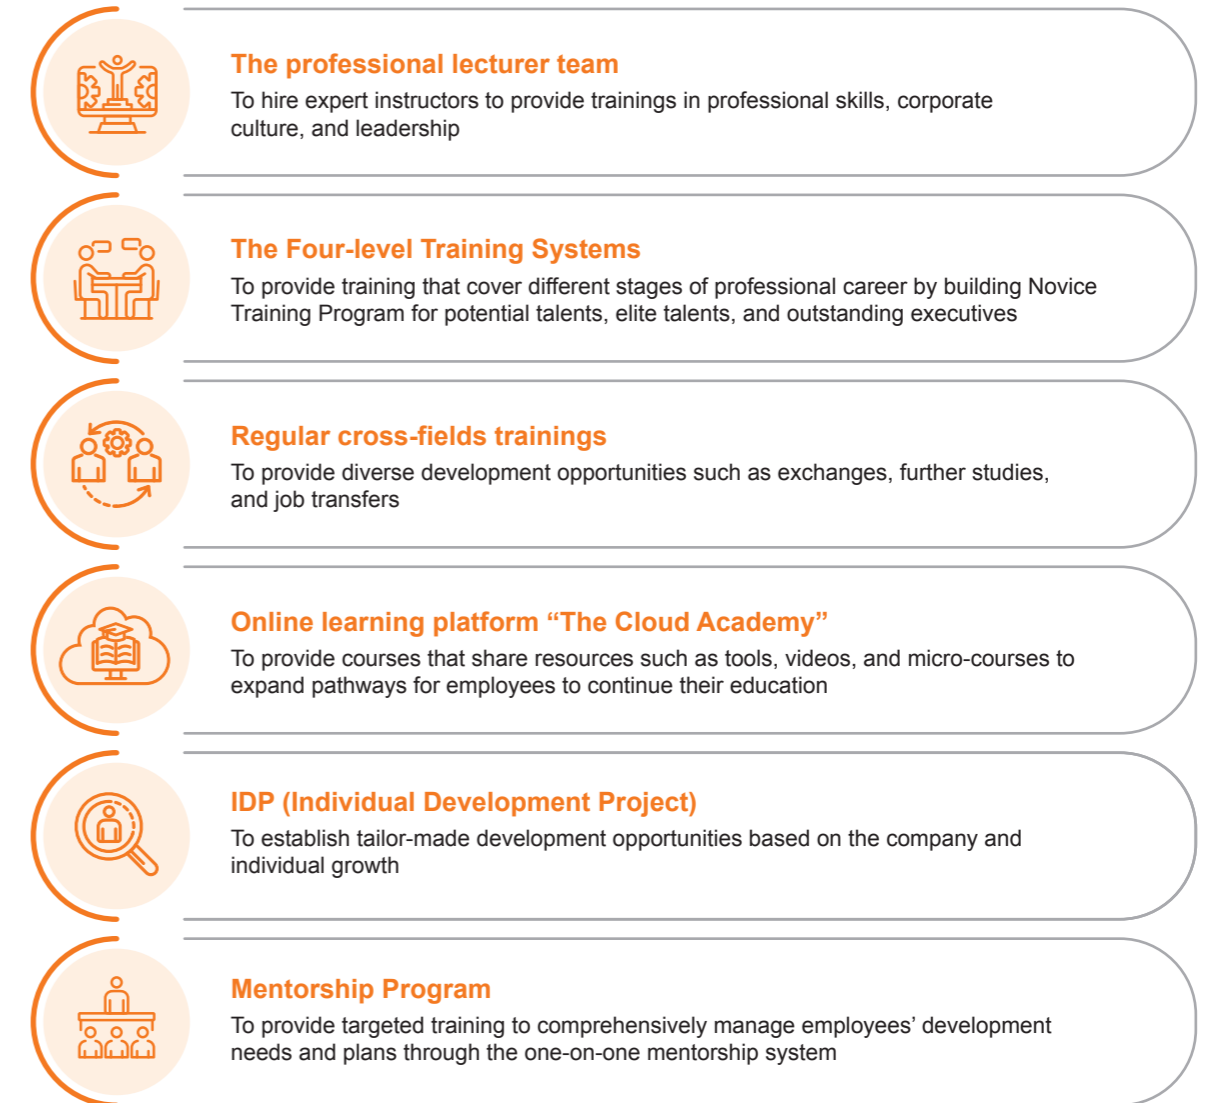 The professional lecturer team
To hire expert instructors to provide trainings in professional skills, corporate
culture, and leadership
The Four-level Training Systems
To provide training that cover different stages of professional career by building Novice
Training Program for potential talents, elite talents, and outstanding executives
Regular cross-fields trainings
To provide diverse development opportunities such as exchanges, further studies,
and job transfers
Online learning platform “The Cloud Academy”
To provide courses that share resources such as tools, videos, and micro-courses to
expand pathways for employees to continue their education
IDP (Individual Development Project)
To establish tailor-made development opportunities based on the company and
individual growth
Mentorship Program
To provide targeted training to comprehensively manage employees’ development
needs and plans through the one-on-one mentorship system